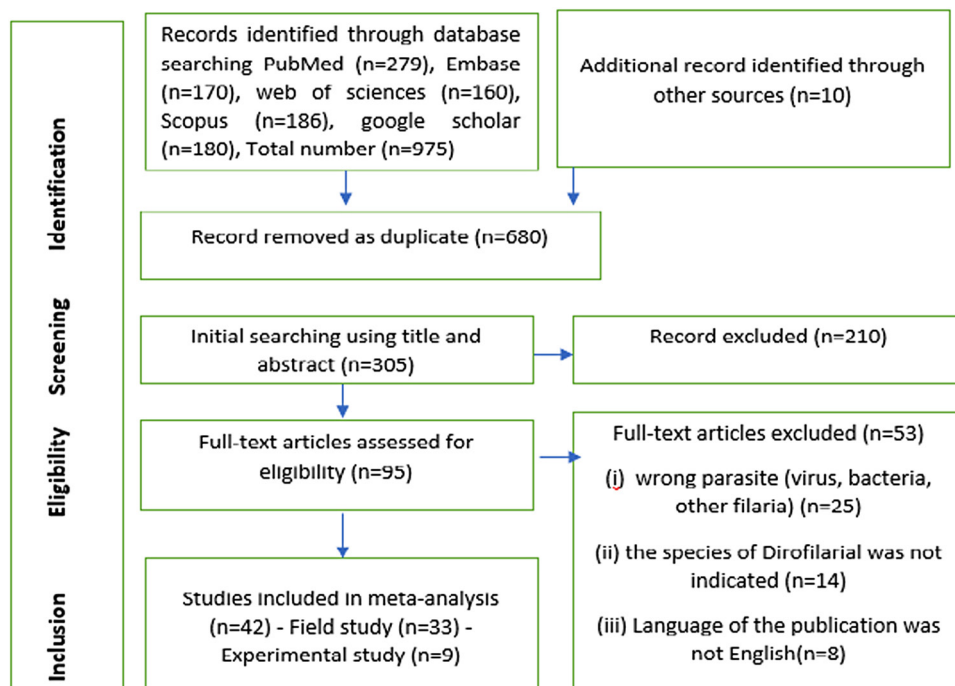 Identification
Screening
Eligibility
Inclusion
Records identified through database
searching PubMed (n=279), Embase
(n=170), web of sciences (n=160),
Scopus (n=186), google scholar
(n=180), Total number (n=975)
Additional record identified through
other sources (n=10)
Record removed as duplicate (n=680)
Initial searching using title and
abstract (n=305)
Record excluded (n=210)
Full-text articles assessed for
eligibility (n=95)
Full-text articles excluded (n=53)
(i) wrong parasite (virus, bacteria,
other filaria) (n=25)
(ii) the species of Dirofilarial was not
indicated (n=14)
(iii) Language of the publication was
not English(n=8)
Studies included in meta-analysis
(n=42) - Field study (n=33) -
Experimental study (n=9)